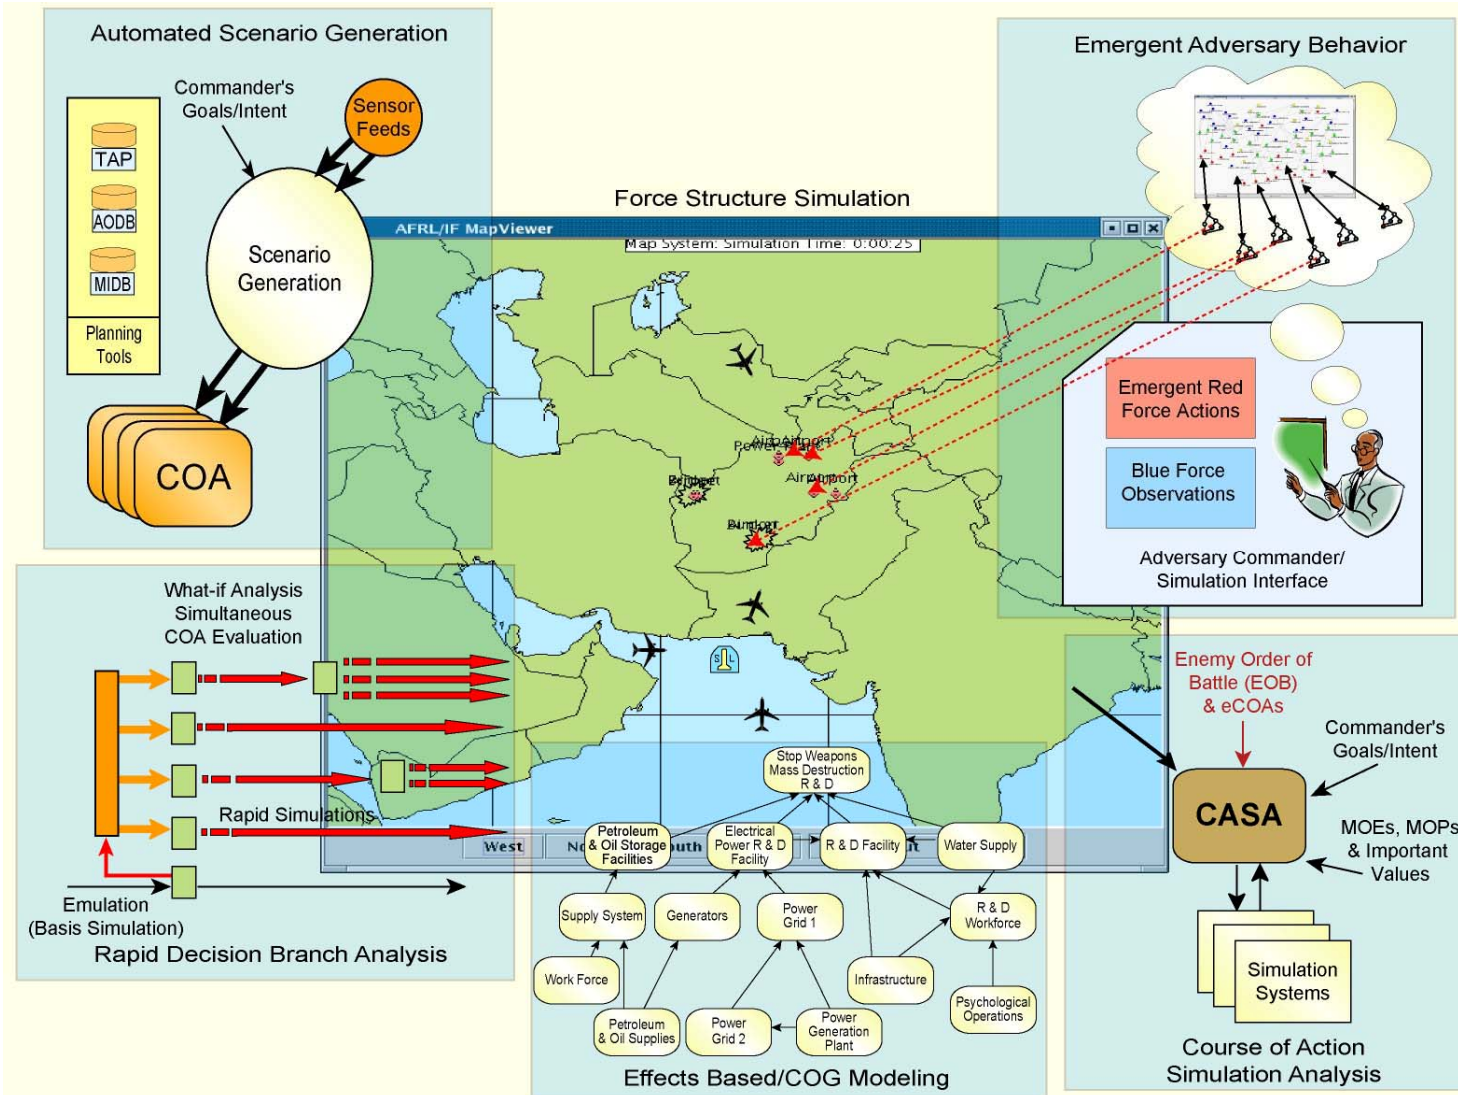 Automated Scenario Generation
Commander's
Goals/Intent
Sensor
Feeds
TAP
AODB
MIDB
Planning
Tools
Scenario
Generation
COA
Force Structure Simulation
AFRL/IF MapViewer
Map System: Simulation Time: 0:00:25
Airport
Airport
Emergent Adversary Behavior
Emergent Red
Force Actions
Blue Force
Observations
Adversary Commander/
Simulation Interface
What-if Analysis
Simultaneous
COA Evaluation
Rapid Simulations
Emulation
(Basis Simulation)
Rapid Decision Branch Analysis
S L
West
Stop Weapons
Mass Destruction
R & D
Petroleum
& Oil Storage
Facilities
Electrical
Power R & D
Facility
R & D Facility
Water Supply
Supply System
Generators
Power
Grid 1
R & D
Workforce
Work Force
Infrastructure
Petroleum
& Oil Supplies
Power
Grid 2
Power
Generation
Plant
Psychological
Operations
Effects Based/COG Modeling
Enemy Order of
Battle (EOB)
& eCOAs
Commander's
Goals/Intent
CASA
MOEs, MOPs
& Important
Values
Simulation
Systems
Course of Action
Simulation Analysis